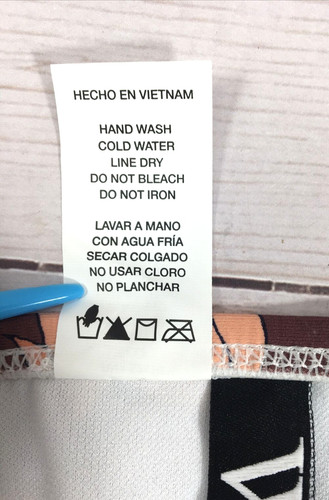 HECHO EN VIETNAM
HAND WASH
COLD WATER
LINE DRY
DO NOT BLEACH
DO NOT IRON
LAVAR A MANO
CON AGUA FRÍA
SECAR COLGADO
NO USAR CLORO
NO PLANCHAR